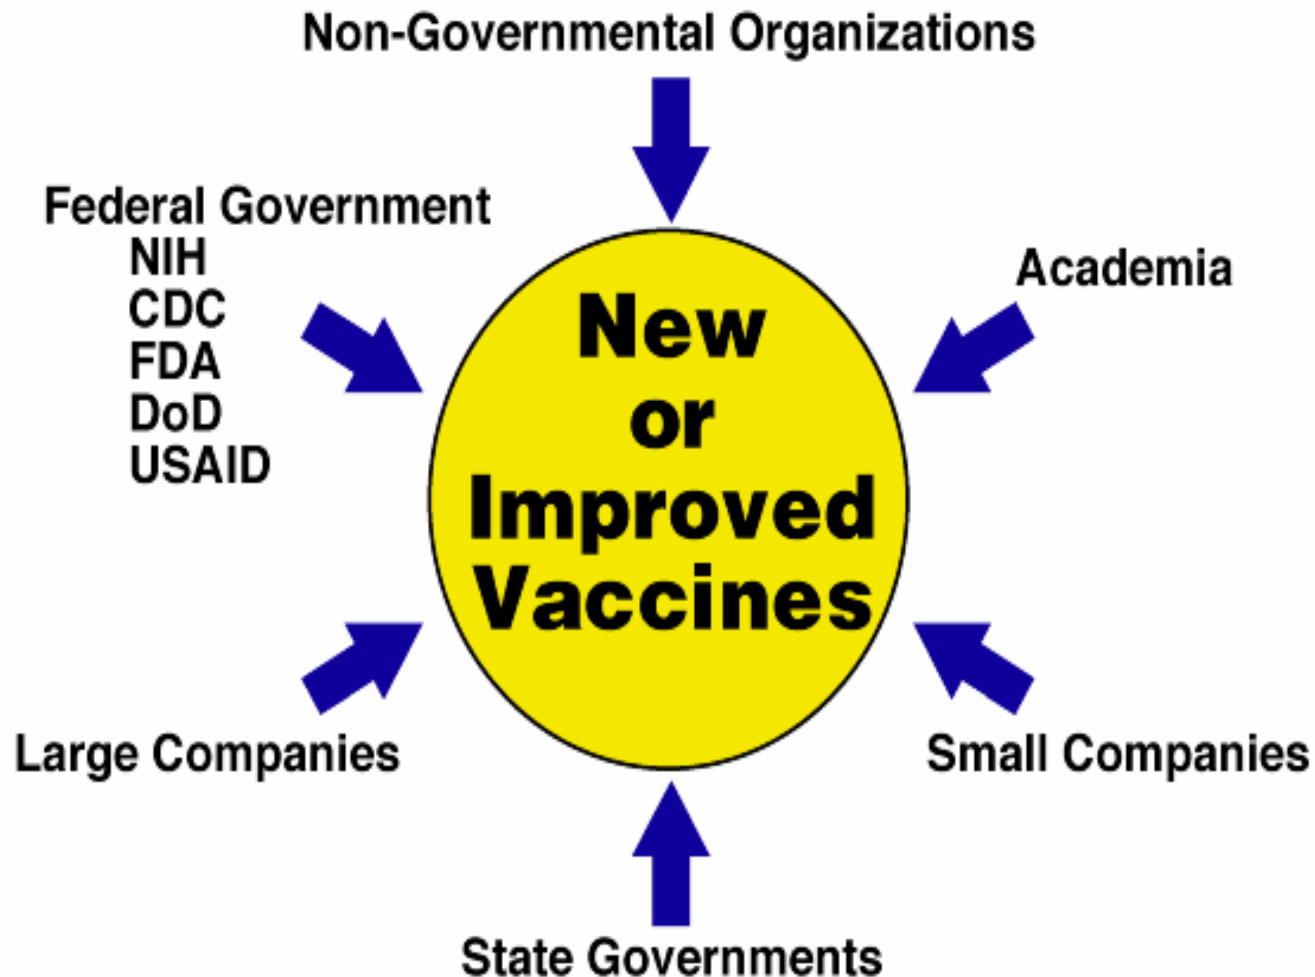 Non-Governmental Organizations
Federal Government
NIH
CDC
FDA
DoD
USAID
Academia
New
or
Improved
Vaccines
Large Companies
Small Companies
State Governments